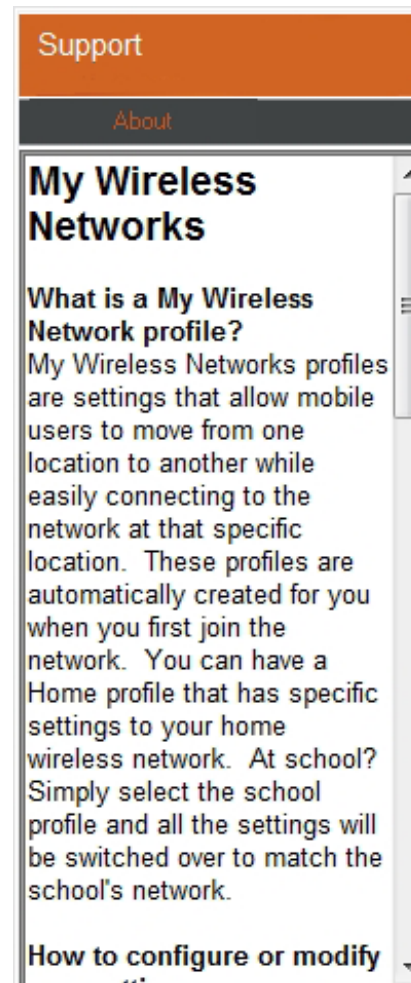 Support
About
My Wireless
Networks
What is a My Wireless
Network profile?
My Wireless Networks profiles
are settings that allow mobile
users to move from one
location to another while
easily connecting to the
network at that specific
location.  These profiles are
automatically created for you
when you first join the
network.  You can have a
Home profile that has specific
settings to your home
wireless network.  At school?
Simply select the school
profile and all the settings will
be switched over to match the
school's network.
How to configure or modify